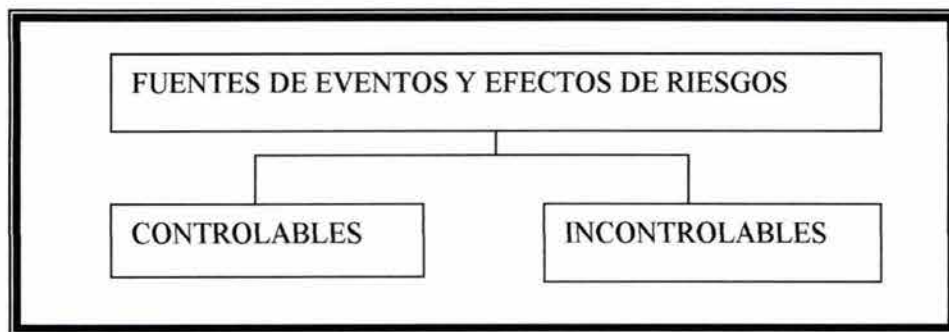 FUENTES DE EVENTOS Y EFECTOS DE RIESGOS
CONTROLABLES
INCONTROLABLES